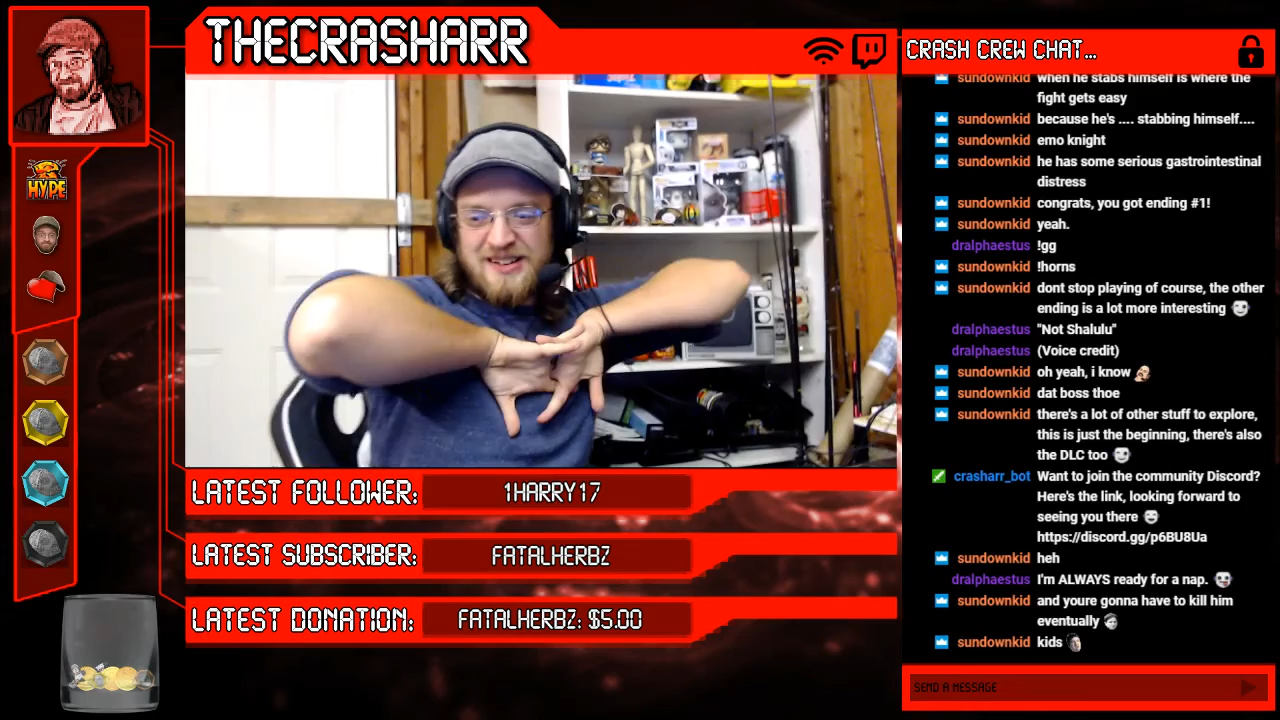 THECRASHARR
CRASH CREW CHAT...
HYPE
sundownkid when he stabs himself is where the
fight gets easy
sundownkid because he's .... stabbing himself....
sundownkid emo knight
sundownkid he has some serious gastrointestinal
distress
sundownkid congrats, you got ending #1!
sundownkid yeah.
dralphaestus !gg
sundownkid !horns
sundownkid dont stop playing of course, the other
ending is a lot more interesting
dralphaestus "Not Shalulu"
dralphaestus (Voice credit)
sundownkid oh yeah, i know
sundownkid dat boss thoe
sundownkid there's a lot of other stuff to explore,
this is just the beginning, there's also
the DLC too
crasharr_bot Want to join the community Discord?
Here's the link, looking forward to
seeing you there
https://discord.gg/p6BU8Ua
sundownkid heh
dralphaestus I'm ALWAYS ready for a nap.
sundownkid and youre gonna have to kill him
eventually
sundownkid kids
SEND A MESSAGE
LATEST FOLLOWER: 1HARRY17
LATEST SUBSCRIBER: FATALHERBZ
LATEST DONATION: FATALHERBZ: $5.00